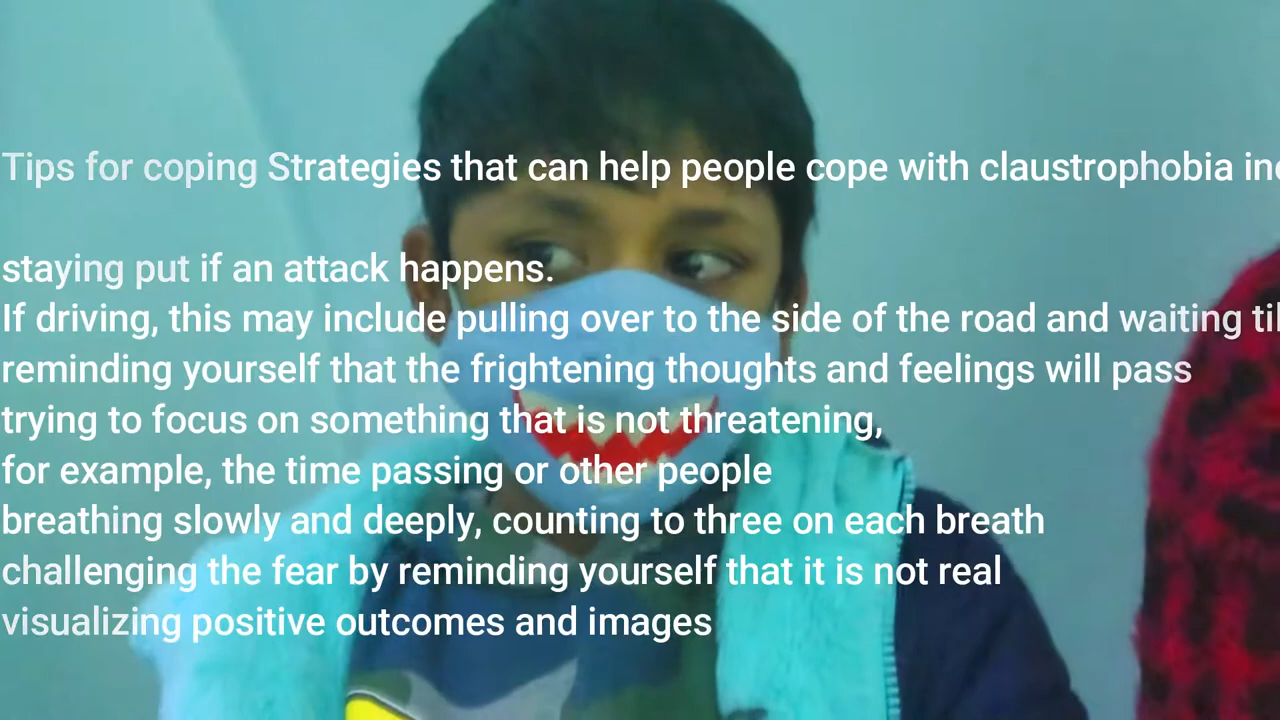 Tips for coping Strategies that can help people cope with claustrophobia
staying put if an attack happens.
If driving, this may include pulling over to the side of the road and waiting
reminding yourself that the frightening thoughts and feelings will pass
trying to focus on something that is not threatening,
for example, the time passing or other people
breathing slowly and deeply, counting to three on each breath
challenging the fear by reminding yourself that it is not real
visualizing positive outcomes and images